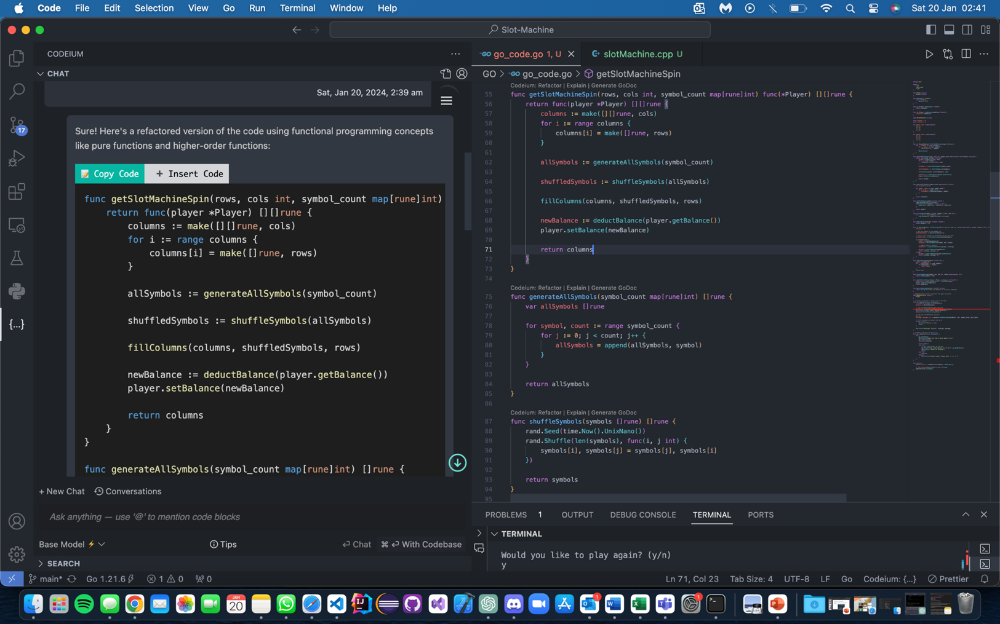 Code File Edit Selection View Go Run Terminal Window Help Sat 20 Jan 02:41
Slot-Machine
CODEIUM
CHAT
Sat, Jan 20, 2024, 2:39 am
Sure! Here's a refactored version of the code using functional programming concepts
like pure functions and higher-order functions:
Copy Code + Insert Code
func getSlotMachineSpin(rows, cols int, symbol_count map[rune]int)
return func(player *Player) [][]rune {
columns := make([][]rune, cols)
for i := range columns {
columns[i] = make([]rune, rows)
}
allSymbols := generateAllSymbols(symbol_count)
shuffledSymbols := shuffleSymbols(allSymbols)
fillColumns(columns, shuffledSymbols, rows)
newBalance := deductBalance(player.getBalance())
player.setBalance(newBalance)
return columns
}
}
func generateAllSymbols(symbol_count map[rune]int) []rune {
+ New Chat Conversations
Ask anything — use '@' to mention code blocks
Base Model Tips Chat ⌘ With Codebase
SEARCH
17
{...}
go_code.go 1, U slotMachine.cpp U
GO > go_code.go > getSlotMachineSpin
Codeium: Refactor | Explain | Generate GoDoc
55 func getSlotMachineSpin(rows, cols int, symbol_count map[rune]int) func(*Player) [][]rune {
56 return func(player *Player) [][]rune {
57 columns := make([][]rune, cols)
58 for i := range columns {
59 columns[i] = make([]rune, rows)
60 }
61
62 allSymbols := generateAllSymbols(symbol_count)
63
64 shuffledSymbols := shuffleSymbols(allSymbols)
65
66 fillColumns(columns, shuffledSymbols, rows)
67
68 newBalance := deductBalance(player.getBalance())
69 player.setBalance(newBalance)
70
71 return columns
72 }
73 }
74
Codeium: Refactor | Explain | Generate GoDoc
75 func generateAllSymbols(symbol_count map[rune]int) []rune {
76 var allSymbols []rune
77
78 for symbol, count := range symbol_count {
79 for j := 0; j < count; j++ {
80 allSymbols = append(allSymbols, symbol)
81 }
82 }
83
84 return allSymbols
85 }
86
Codeium: Refactor | Explain | Generate GoDoc
87 func shuffleSymbols(symbols []rune) []rune {
88 rand.Seed(time.Now().UnixNano())
89 rand.Shuffle(len(symbols), func(i, j int) {
90 symbols[i], symbols[j] = symbols[j], symbols[i]
91 })
92
93 return symbols
94 }
95
PROBLEMS 1 OUTPUT DEBUG CONSOLE TERMINAL PORTS
TERMINAL
Would you like to play again? (y/n)
y
main* Go 1.21.6 1 0 0 Ln 71, Col 23 Tab Size: 4 UTF-8 LF Go Codeium: {...} Prettier
JAN
20
1
1